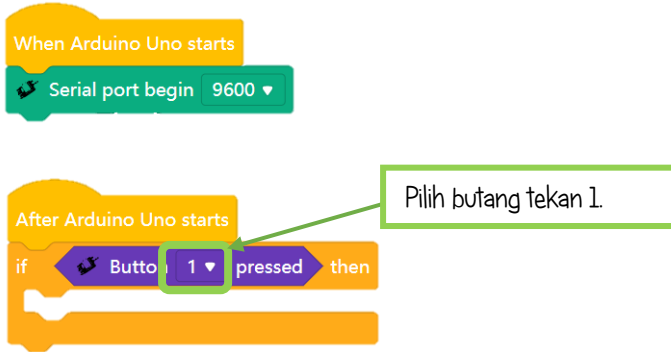 When Arduino Uno starts
Serial port begin 9600
Pilih butang tekan 1.
After Arduino Uno starts
if Button 1 pressed then